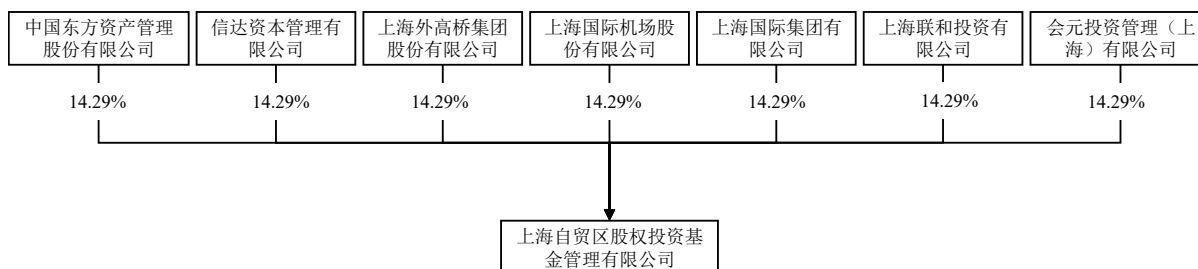 中国东方资产管理
股份有限公司
信达资本管理有
限公司
上海外高桥集团
股份有限公司
上海国际机场股
份有限公司
上海国际集团有
限公司
上海联和投资有
限公司
会元投资管理（上
海）有限公司
14.29%
14.29%
14.29%
14.29%
14.29%
14.29%
14.29%
上海自贸区股权投资基
金管理有限公司